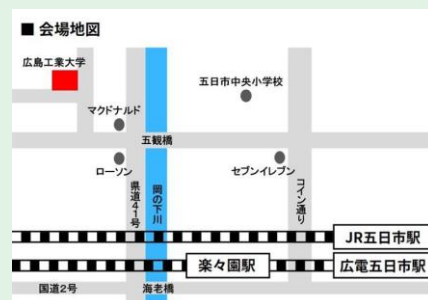 ■ 会場地図
広島工業大学
五日市中央小学校
マクドナルド
五観橋
ローソン
セブンイレブン
県道41号
岡の下川
コイン通り
JR五日市駅
楽々園駅
広電五日市駅
国道2号
海老橋